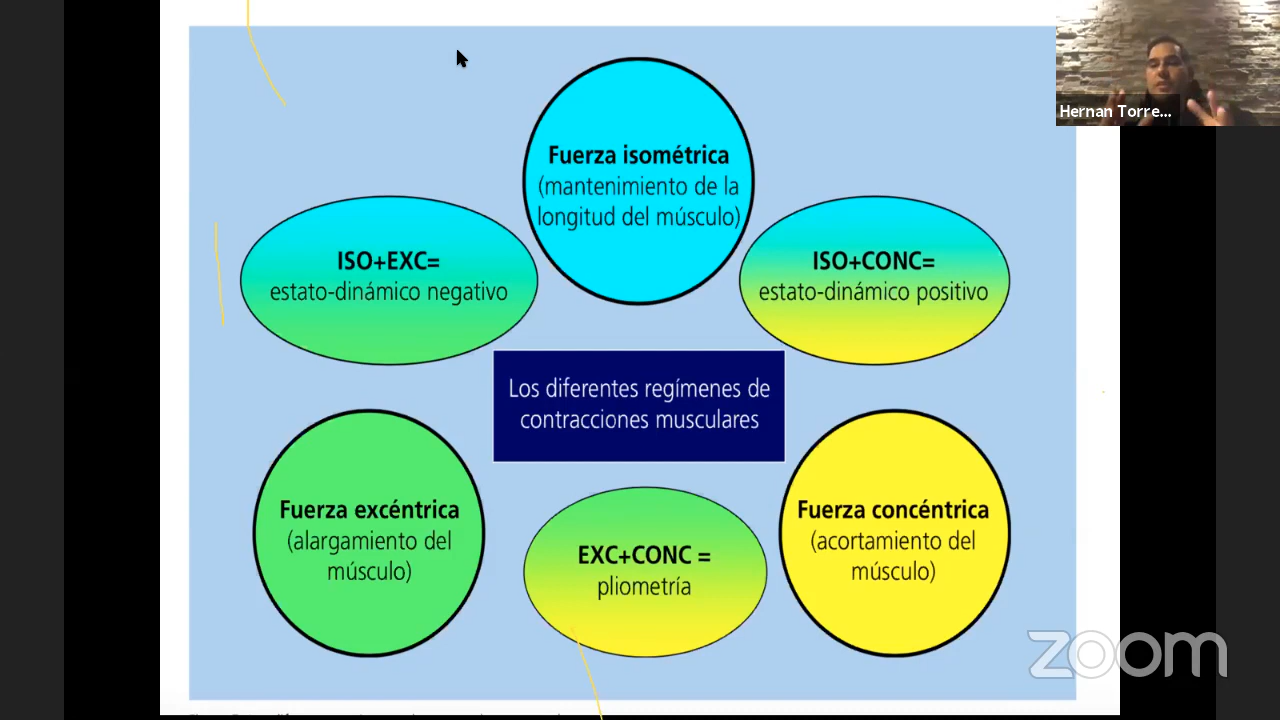 Hernan Torre...
Fuerza isométrica
(mantenimiento de la
longitud del músculo)
ISO+EXC=
estato-dinámico negativo
ISO+CONC=
estato-dinámico positivo
Los diferentes regímenes de
contracciones musculares
Fuerza excéntrica
(alargamiento del
músculo)
EXC+CONC =
pliometría
Fuerza concéntrica
(acortamiento del
músculo)
zoom